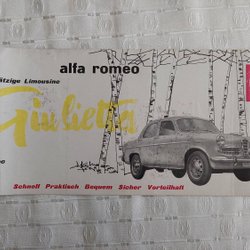 alfa romeo
sitzige Limousine
Giulietta
Schnell Praktisch Bequem Sicher Vorteilhaft